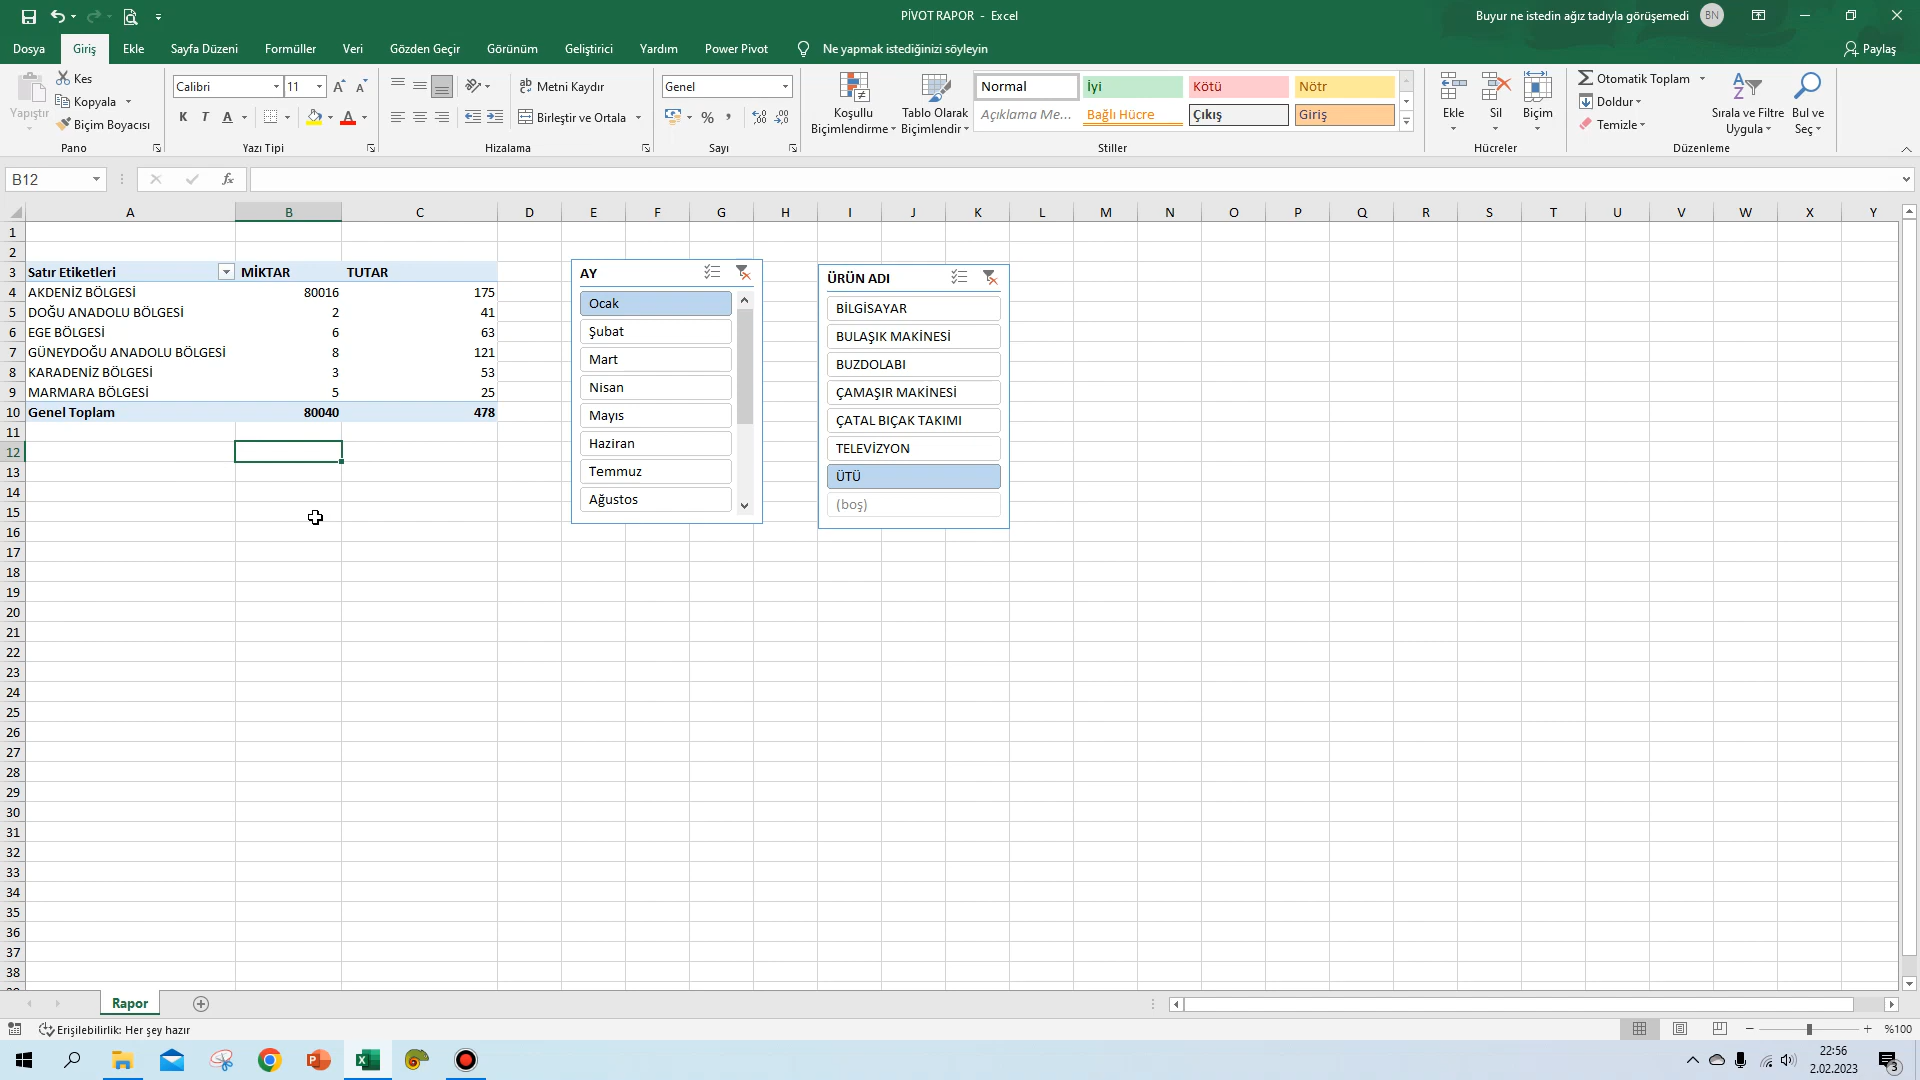 PİVOT RAPOR - Excel
Buyur ne istedin ağız tadıyla görüşemedi BN
Dosya Giriş Ekle Sayfa Düzeni Formüller Veri Gözden Geçir Görünüm Geliştirici Yardım Power Pivot Ne yapmak istediğinizi söyleyin Paylaş
Yapıştır
Kes
Kopyala
Biçim Boyacısı
Pano
Calibri 11
K T A
Yazı Tipi
Metni Kaydır
Birleştir ve Ortala
Hizalama
Genel
%
Sayı
Koşullu Biçimlendirme
Tablo Olarak Biçimlendir
Normal İyi Kötü Nötr
Açıklama Me... Bağlı Hücre Çıkış Giriş
Stiller
Ekle Sil Biçim
Hücreler
Otomatik Toplam
Doldur
Temizle
Sırala ve Filtre Uygula
Bul ve Seç
Düzenleme
B12 fx
A B C D E F G H I J K L M N O P Q R S T U V W X Y
1
2
3 Satır Etiketleri MİKTAR TUTAR
4 AKDENİZ BÖLGESİ 80016 175
5 DOĞU ANADOLU BÖLGESİ 2 41
6 EGE BÖLGESİ 6 63
7 GÜNEYDOĞU ANADOLU BÖLGESİ 8 121
8 KARADENİZ BÖLGESİ 3 53
9 MARMARA BÖLGESİ 5 25
10 Genel Toplam 80040 478
11
12
13
14
15
16
17
18
19
20
21
22
23
24
25
26
27
28
29
30
31
32
33
34
35
36
37
38
AY
Ocak
Şubat
Mart
Nisan
Mayıs
Haziran
Temmuz
Ağustos
ÜRÜN ADI
BİLGİSAYAR
BULAŞIK MAKİNESİ
BUZDOLABI
ÇAMAŞIR MAKİNESİ
ÇATAL BIÇAK TAKIMI
TELEVİZYON
ÜTÜ
(boş)
Rapor
Erişilebilirlik: Her şey hazır
%100
22:56
2.02.2023
3